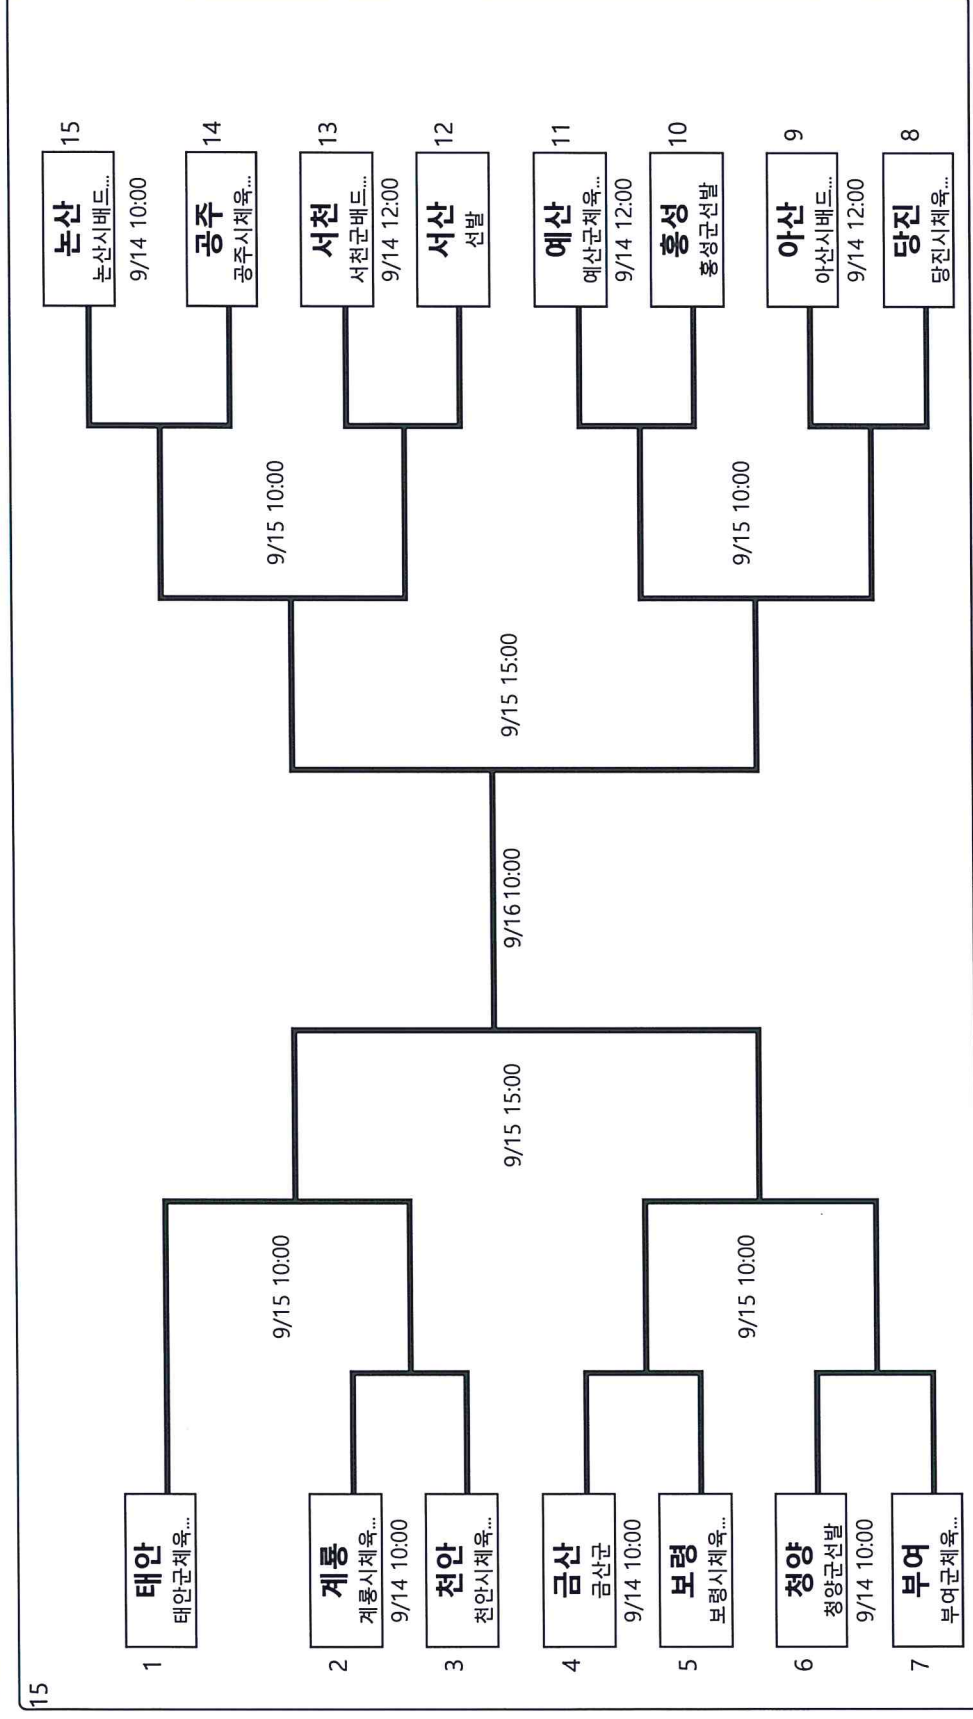 15
1
태안
태안군체육...
2
계룡
계룡시체육...
9/14 10:00
3
천안
천안시체육...
4
금산
금산군
9/14 10:00
5
보령
보령시체육...
6
청양
청양군선발
9/14 10:00
7
부여
부여군체육...
9/15 10:00
9/15 10:00
9/15 15:00
9/16 10:00
9/15 15:00
9/15 10:00
9/15 10:00
논산
논산시배드...
15
9/14 10:00
공주
공주시체육...
14
서천
서천군배드...
13
9/14 12:00
서산
선발
12
예산
예산군체육...
11
9/14 12:00
홍성
홍성군선발
10
아산
아산시배드...
9
9/14 12:00
당진
당진시체육...
8